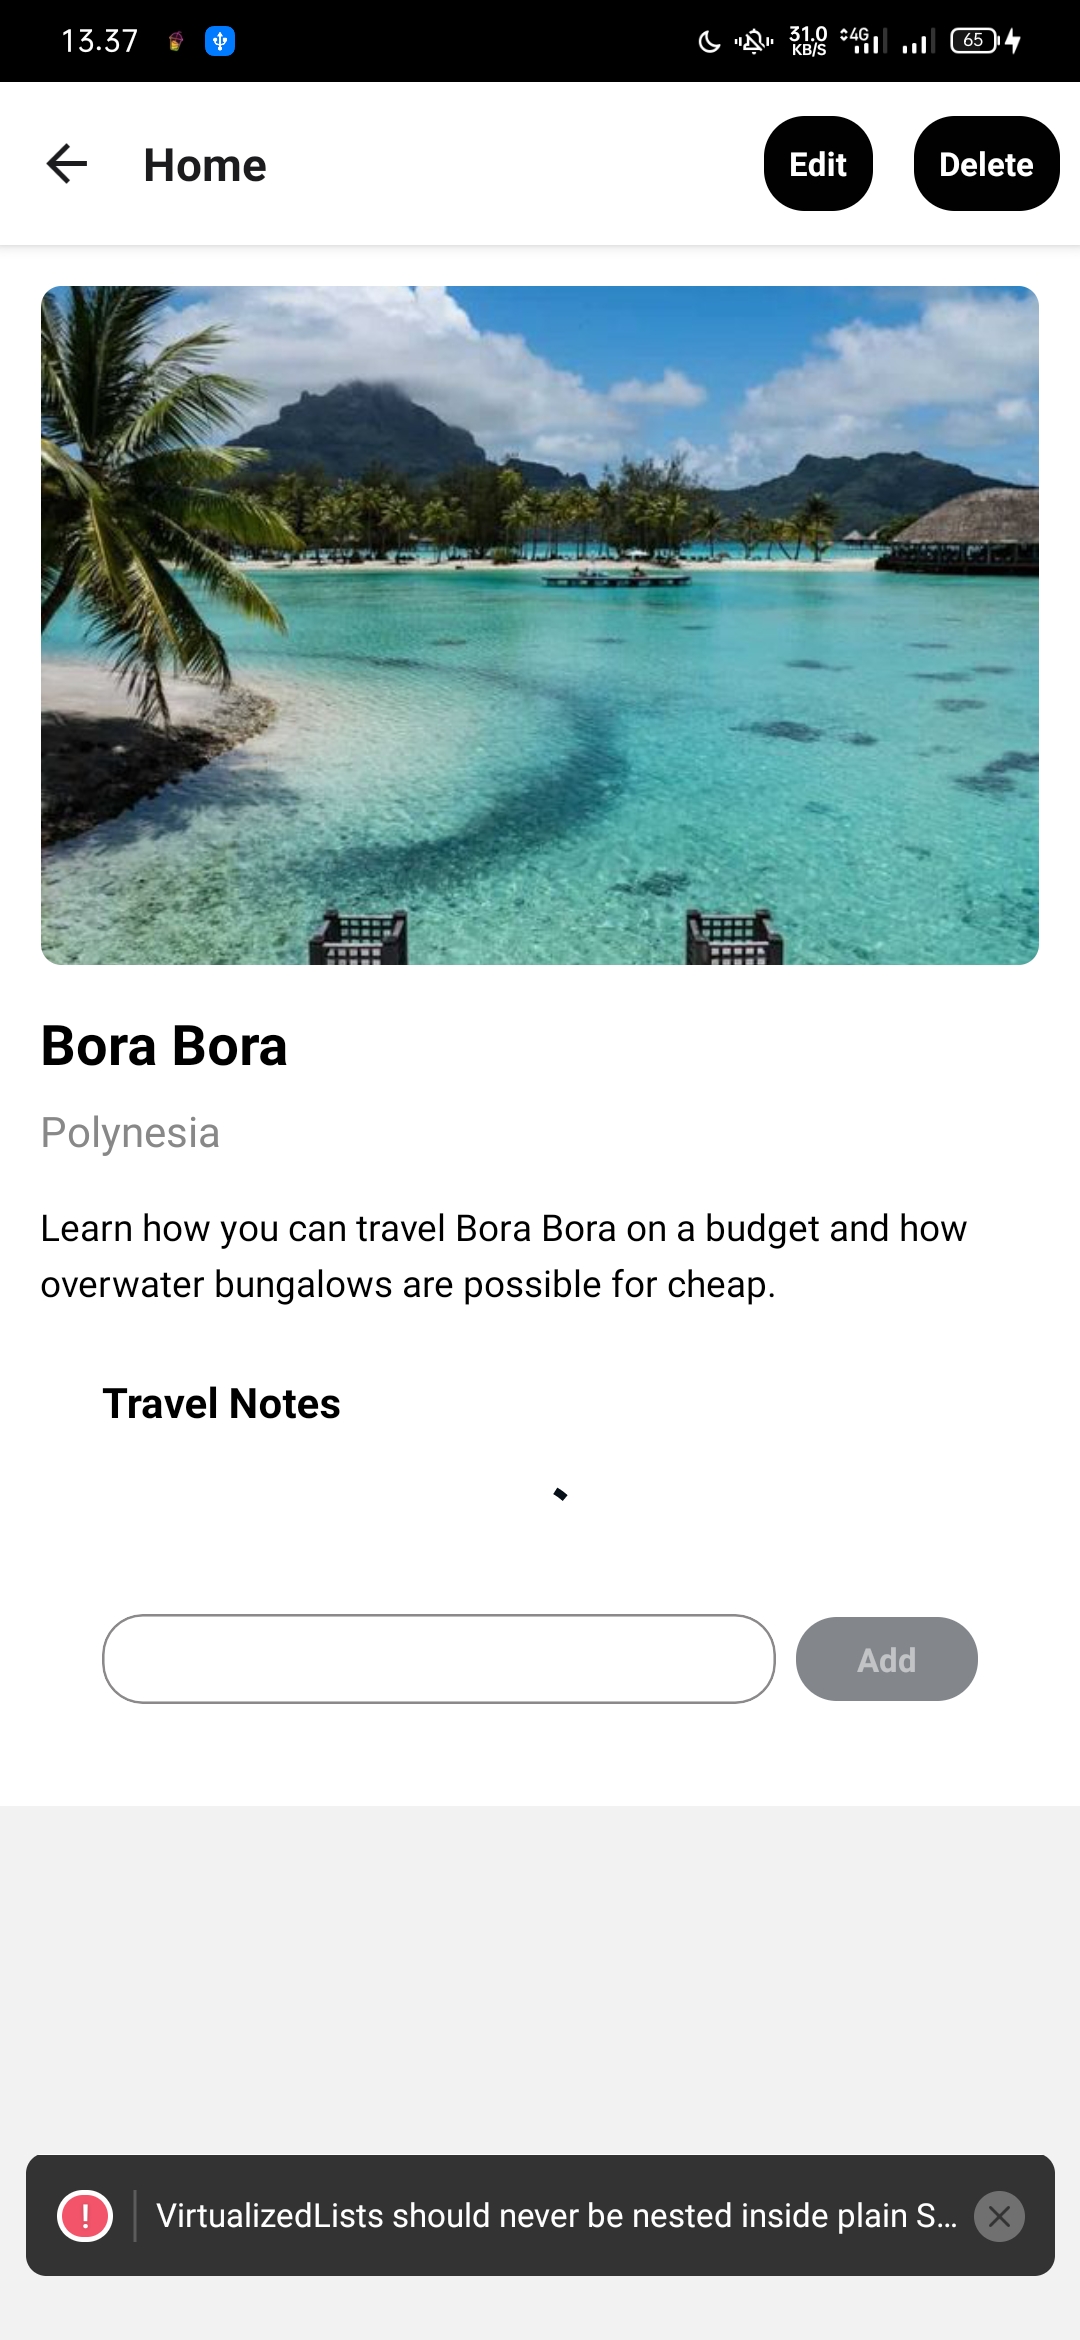 13.37
31.0
KB/S
4G
65
Home
Edit
Delete
Bora Bora
Polynesia
Learn how you can travel Bora Bora on a budget and how
overwater bungalows are possible for cheap.
Travel Notes
Add
! VirtualizedLists should never be nested inside plain S...